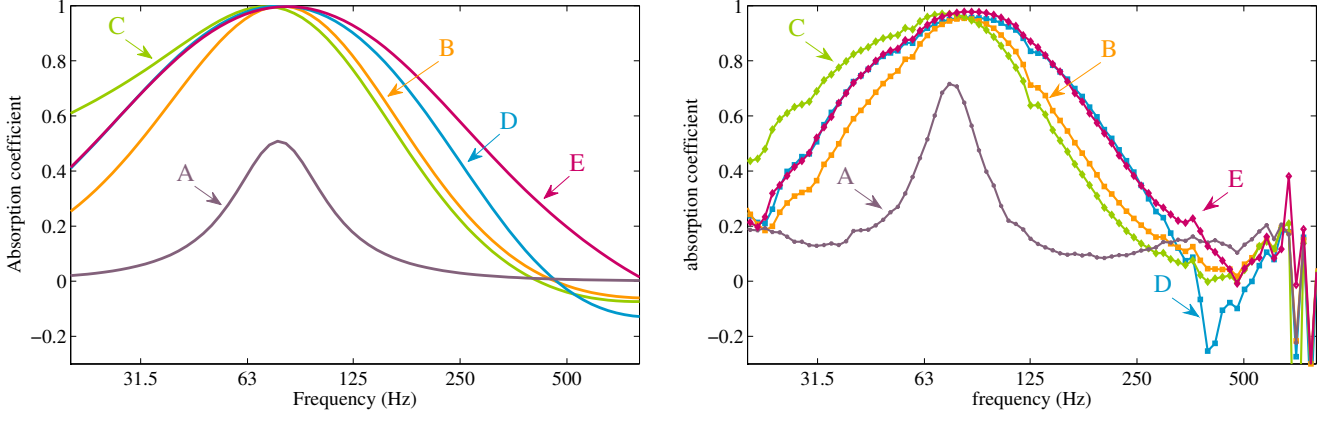 1
0.8
0.6
0.4
0.2
0
−0.2
Absorption coefficient
31.5 63 125 250 500
Frequency (Hz)
A
B
C
D
E
1
0.8
0.6
0.4
0.2
0
−0.2
absorption coefficient
31.5 63 125 250 500
frequency (Hz)
A
B
C
D
E